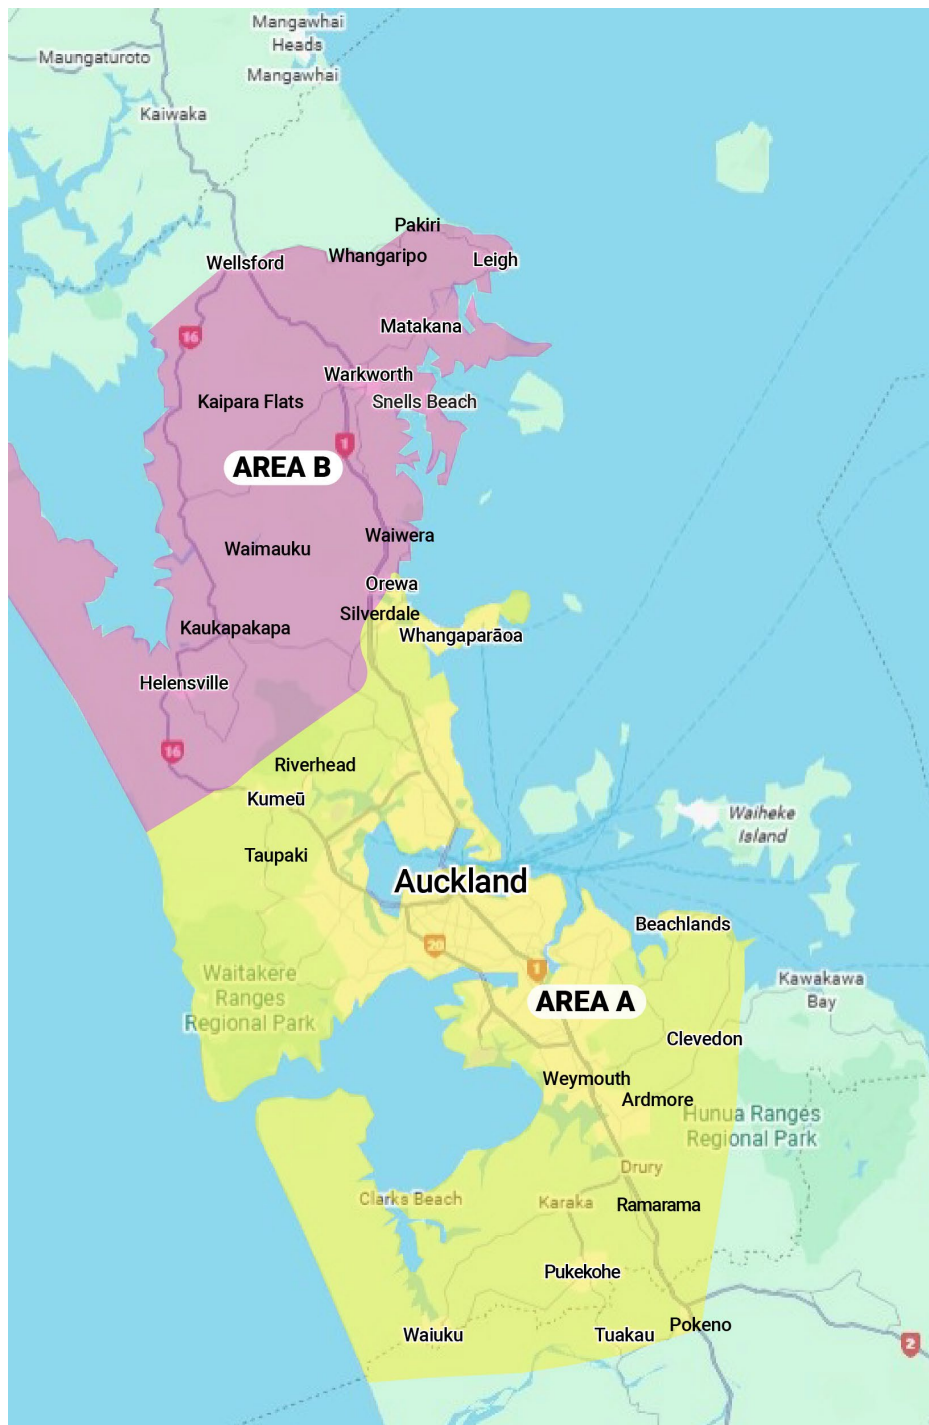 Mangawhai
Heads
Maungaturoto
Mangawhai
Kaiwaka
Pakiri
Whangaripo
Wellsford
Leigh
Matakana
16
Warkworth
Kaipara Flats
Snells Beach
1
AREA B
Waiwera
Waimauku
Orewa
Silverdale
Kaukapakapa
Whangaparāoa
Helensville
16
Riverhead
Kumeū
Waiheke
Island
Taupaki
Auckland
Beachlands
20
1
Waitakere
Ranges
Regional Park
Kawakawa
Bay
AREA A
Clevedon
Weymouth
Ardmore
Hunua Ranges
Regional Park
Drury
Clarks Beach
Karaka
Ramarama
Pukekohe
Pokeno
Waiuku
Tuakau
2